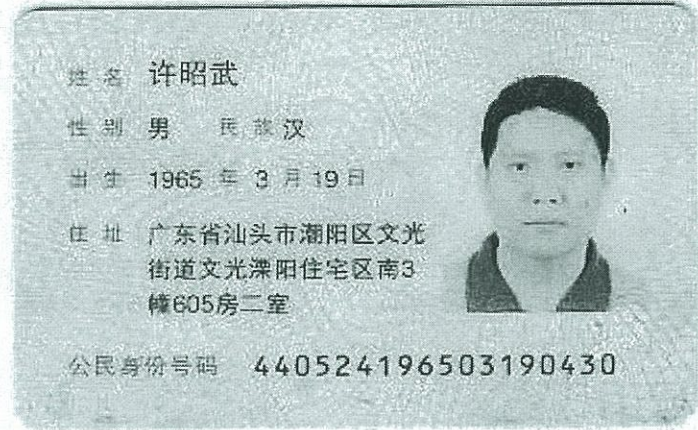 姓名 许昭武
性别 男 民族 汉
出生 1965 年 3 月 19 日
住址 广东省汕头市潮阳区文光
街道文光溧阳住宅区南3
幢605房二室
公民身份号码 440524196503190430